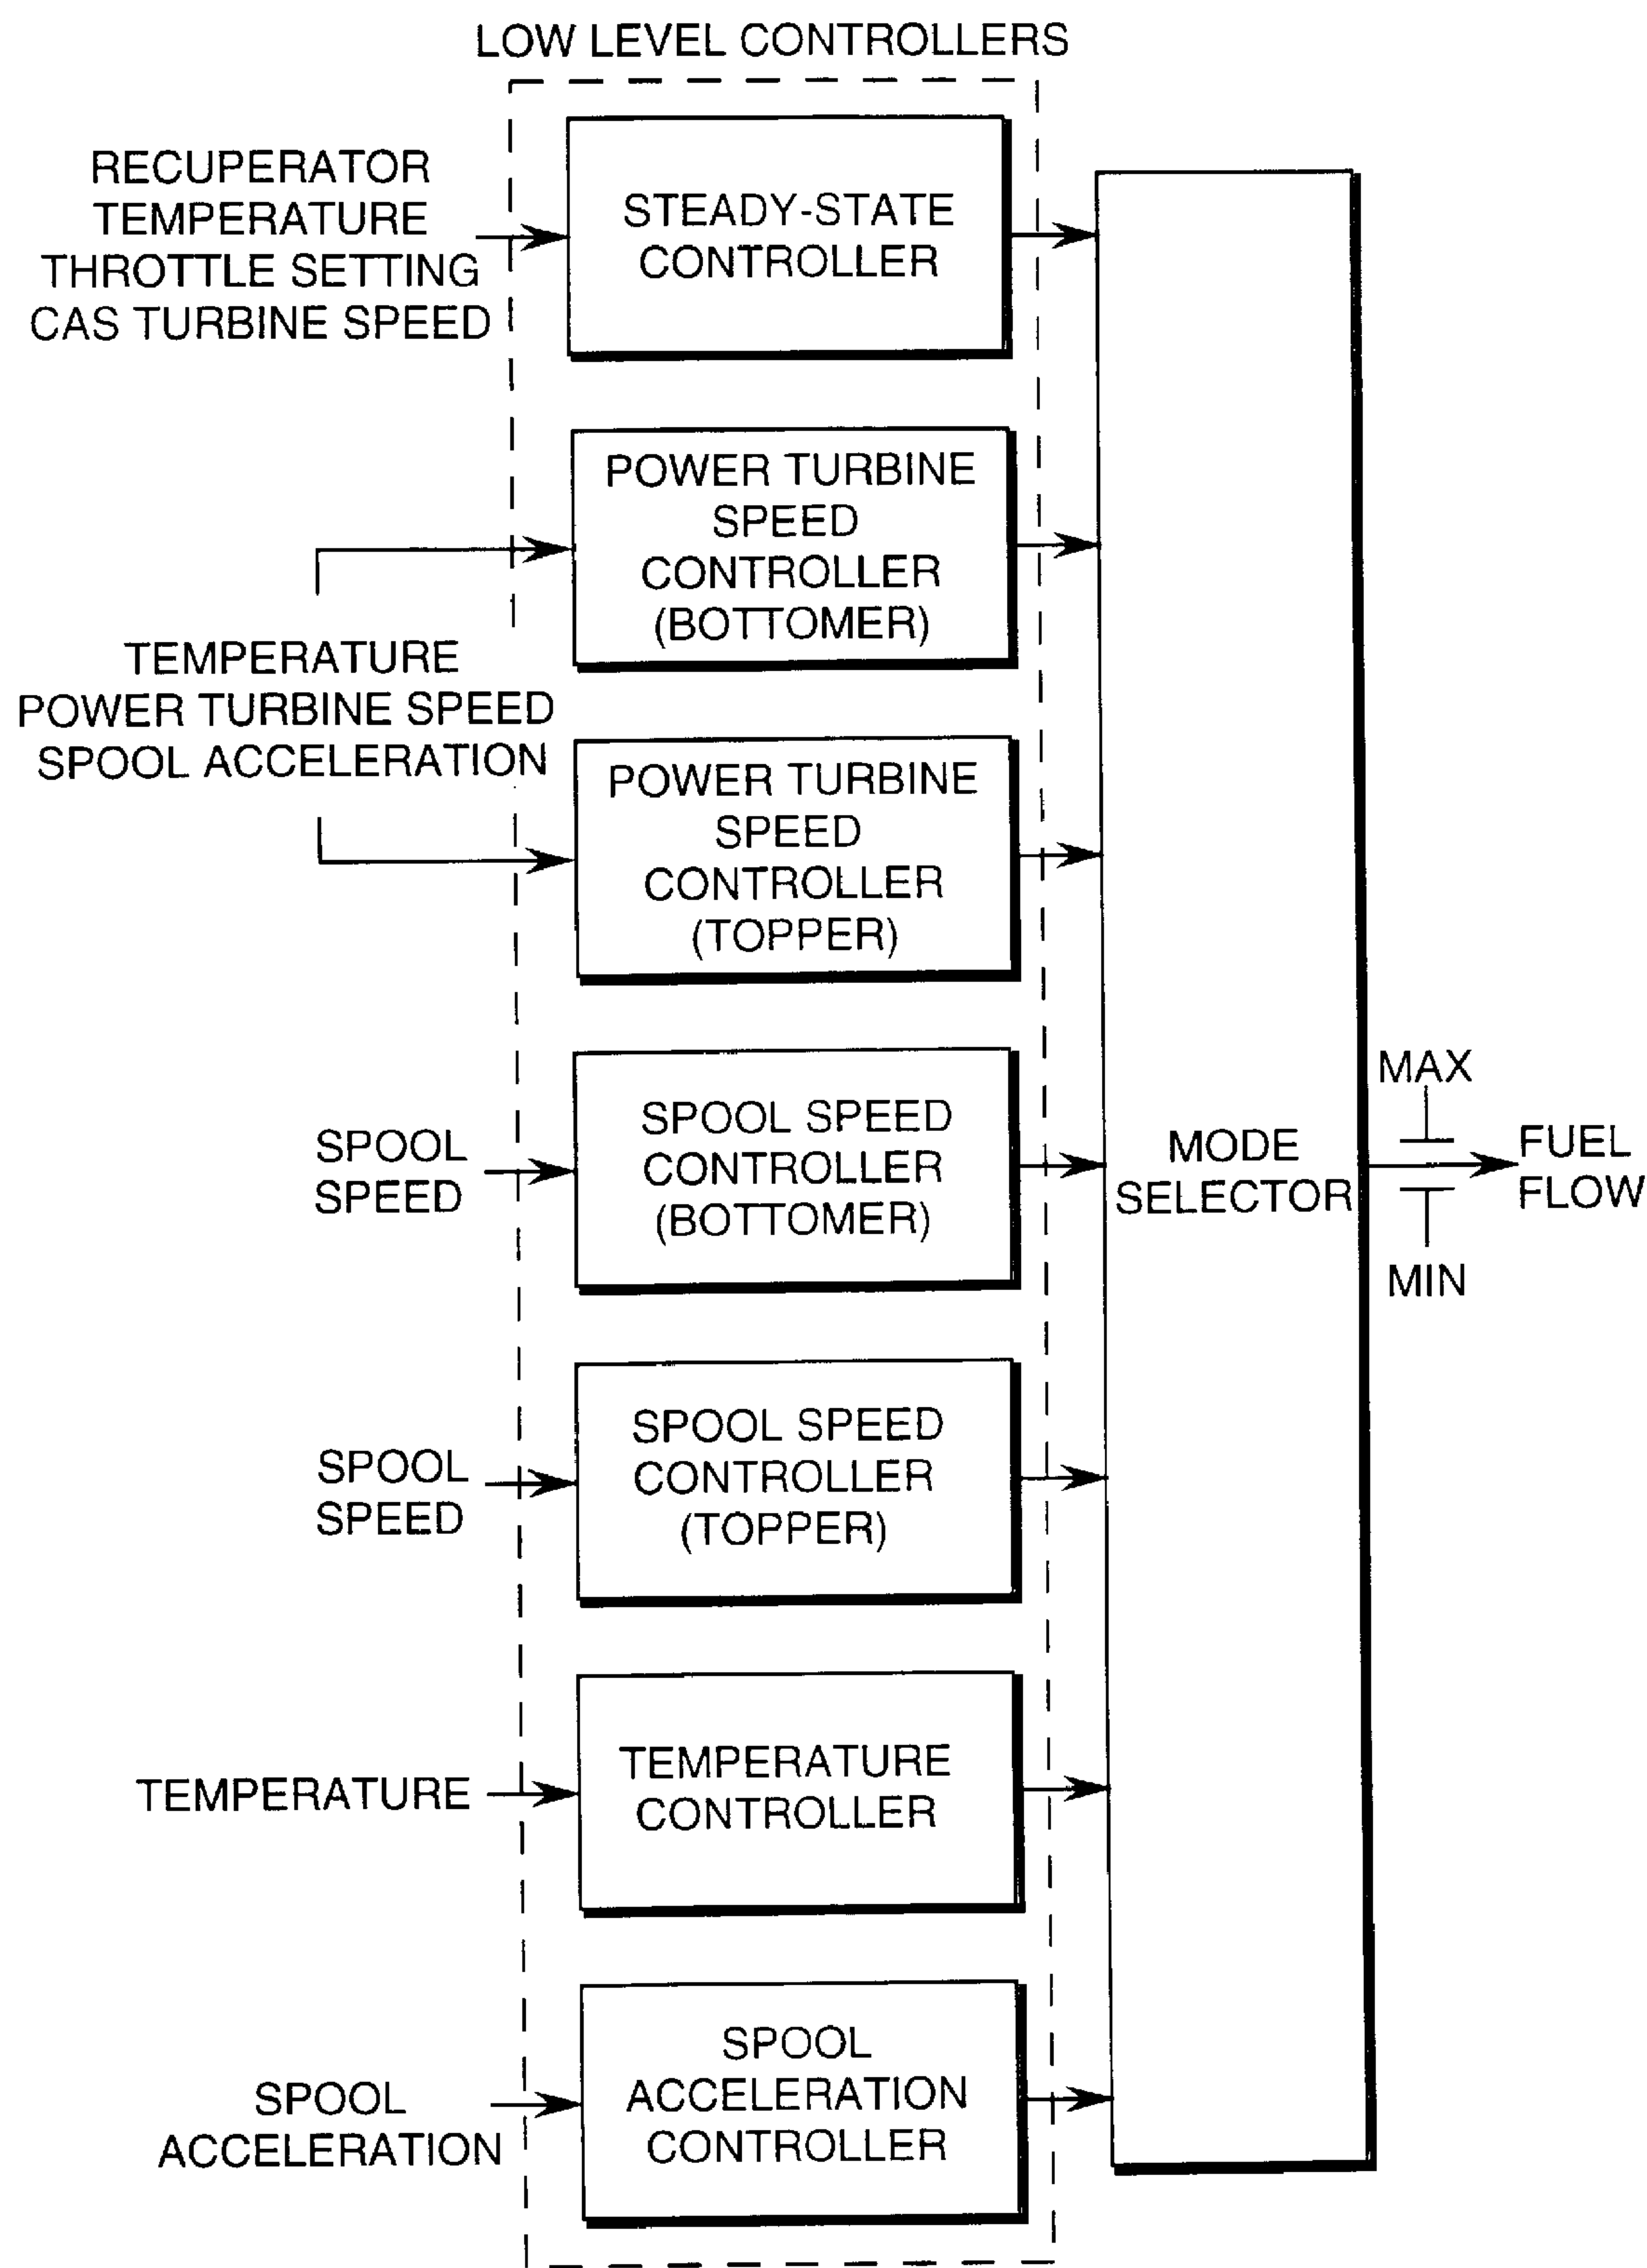 LOW LEVEL CONTROLLERS
RECUPERATOR
TEMPERATURE
THROTTLE SETTING
CAS TURBINE SPEED
STEADY-STATE
CONTROLLER
POWER TURBINE
SPEED
CONTROLLER
(BOTTOMER)
TEMPERATURE
POWER TURBINE SPEED
SPOOL ACCELERATION
POWER TURBINE
SPEED
CONTROLLER
(TOPPER)
SPOOL
SPEED
SPOOL SPEED
CONTROLLER
(BOTTOMER)
MODE
SELECTOR
MAX
MIN
FUEL
FLOW
SPOOL
SPEED
SPOOL SPEED
CONTROLLER
(TOPPER)
TEMPERATURE
TEMPERATURE
CONTROLLER
SPOOL
ACCELERATION
SPOOL
ACCELERATION
CONTROLLER